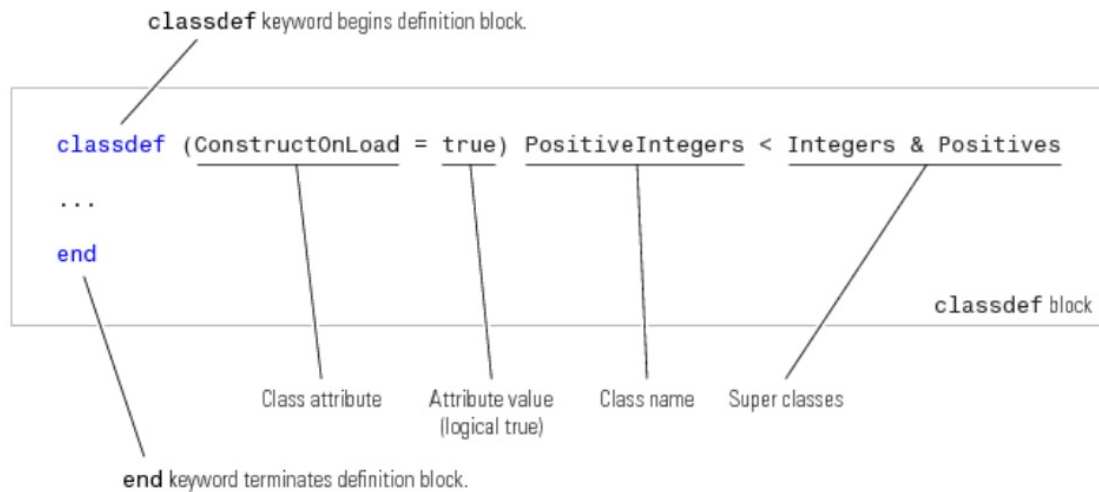 classdef keyword begins definition block.
classdef (ConstructOnLoad = true) PositiveIntegers < Integers & Positives
...
end
classdef block
Class attribute
Attribute value
(logical true)
Class name
Super classes
end keyword terminates definition block.